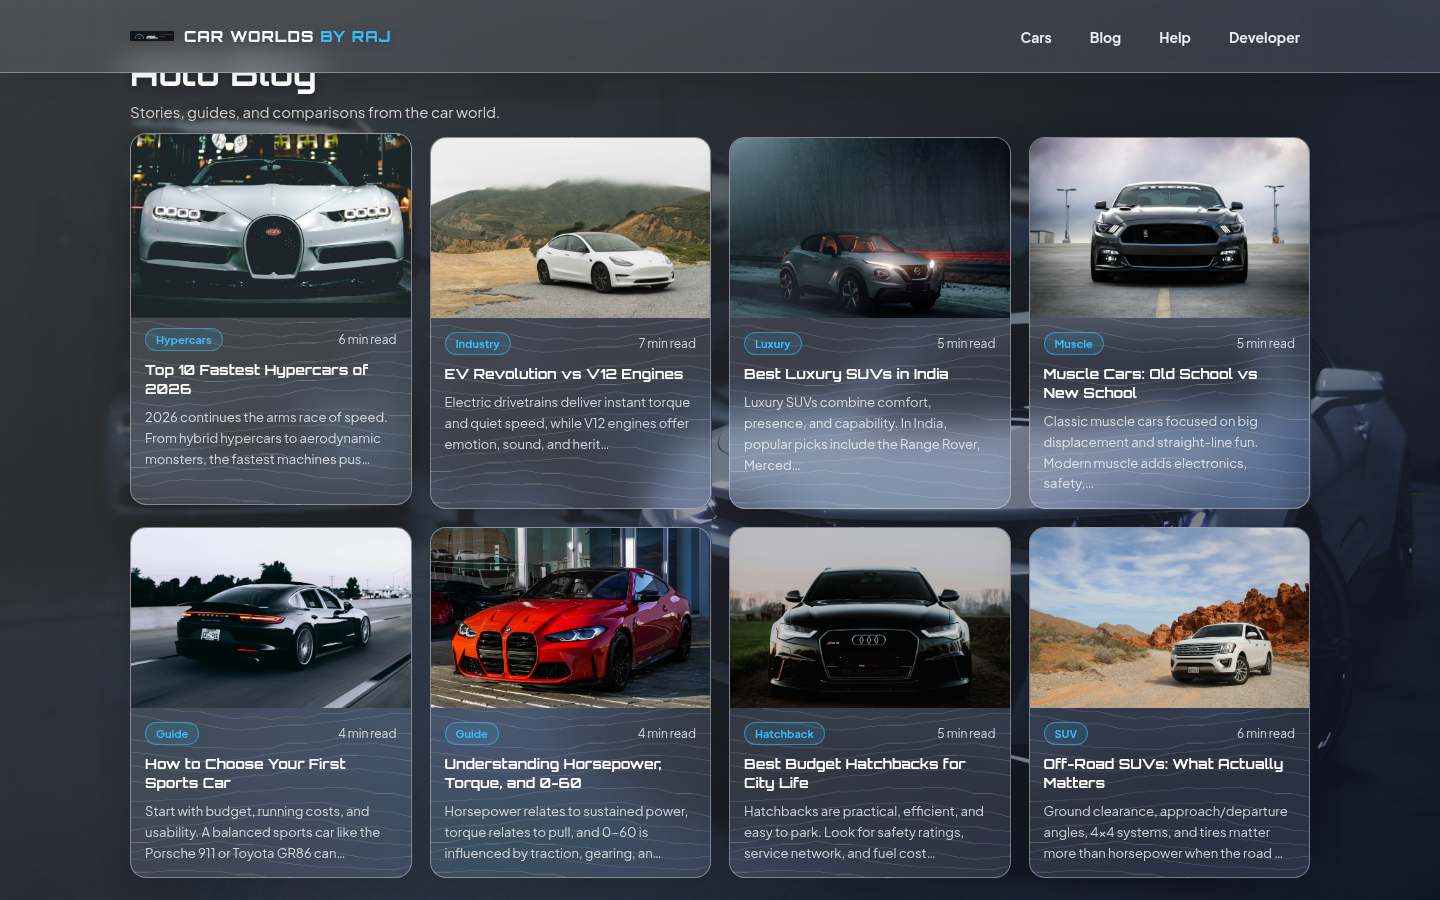 CAR WORLDS BY RAJ
Cars
Blog
Help
Developer
Auto Blog
Stories, guides, and comparisons from the car world.
Hypercars
6 min read
Top 10 Fastest Hypercars of
2026
2026 continues the arms race of speed.
From hybrid hypercars to aerodynamic
monsters, the fastest machines pus...
Industry
7 min read
EV Revolution vs V12 Engines
Electric drivetrains deliver instant torque
and quiet speed, while V12 engines offer
emotion, sound, and herit...
Luxury
5 min read
Best Luxury SUVs in India
Luxury SUVs combine comfort,
presence, and capability. In India,
popular picks include the Range Rover,
Merced...
STEEDA
Muscle
5 min read
Muscle Cars: Old School vs
New School
Classic muscle cars focused on big
displacement and straight-line fun.
Modern muscle adds electronics,
safety,...
Guide
4 min read
How to Choose Your First
Sports Car
Start with budget, running costs, and
usability. A balanced sports car like the
Porsche 911 or Toyota GR86 can...
Guide
4 min read
Understanding Horsepower,
Torque, and 0-60
Horsepower relates to sustained power,
torque relates to pull, and 0–60 is
influenced by traction, gearing, an...
Hatchback
5 min read
Best Budget Hatchbacks for
City Life
Hatchbacks are practical, efficient, and
easy to park. Look for safety ratings,
service network, and fuel cost...
SUV
6 min read
Off-Road SUVs: What Actually
Matters
Ground clearance, approach/departure
angles, 4×4 systems, and tires matter
more than horsepower when the road ...